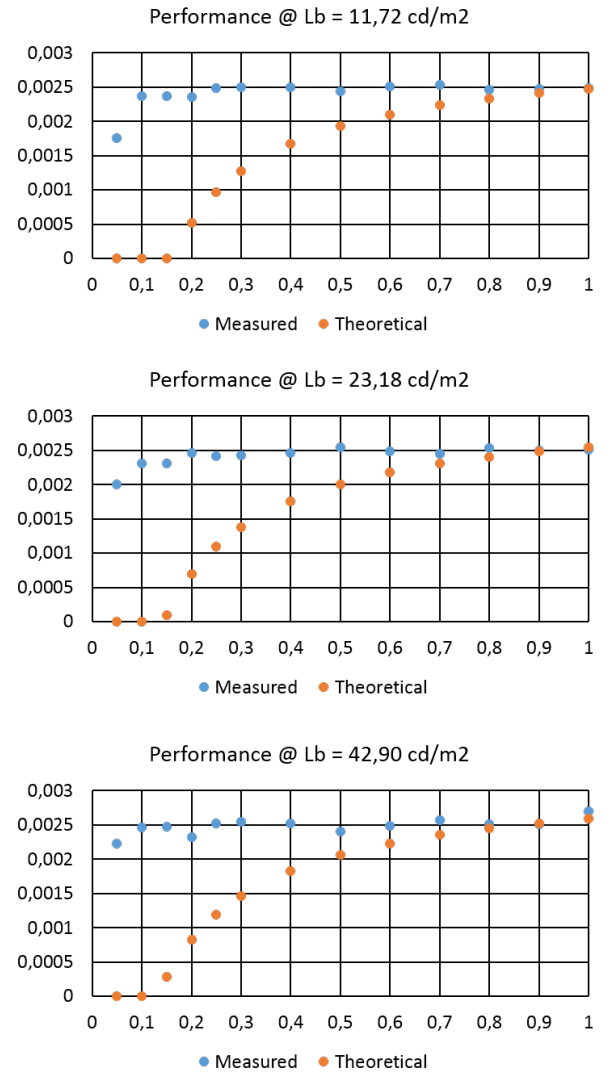 Performance @ Lb = 11,72 cd/m2
0,003
0,0025
0,002
0,0015
0,001
0,0005
0
0 0,1 0,2 0,3 0,4 0,5 0,6 0,7 0,8 0,9 1
Measured Theoretical
Performance @ Lb = 23,18 cd/m2
0,003
0,0025
0,002
0,0015
0,001
0,0005
0
0 0,1 0,2 0,3 0,4 0,5 0,6 0,7 0,8 0,9 1
Measured Theoretical
Performance @ Lb = 42,90 cd/m2
0,003
0,0025
0,002
0,0015
0,001
0,0005
0
0 0,1 0,2 0,3 0,4 0,5 0,6 0,7 0,8 0,9 1
Measured Theoretical